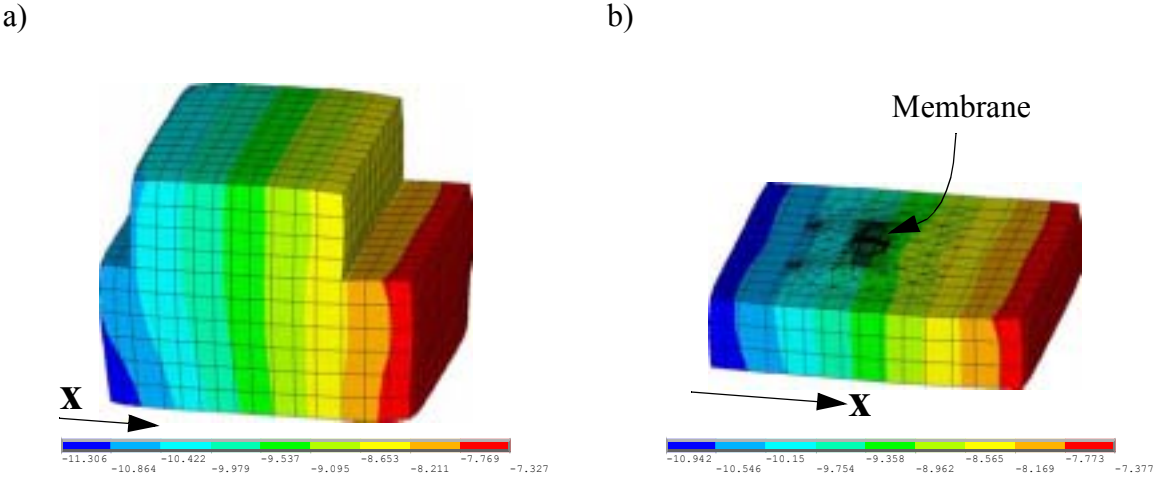 a)
b)
Membrane
x
x
-11.306 -10.864 -10.422 -9.979 -9.537 -9.095 -8.653 -8.211 -7.769 -7.327
-10.942 -10.546 -10.15 -9.754 -9.358 -8.962 -8.565 -8.169 -7.773 -7.377